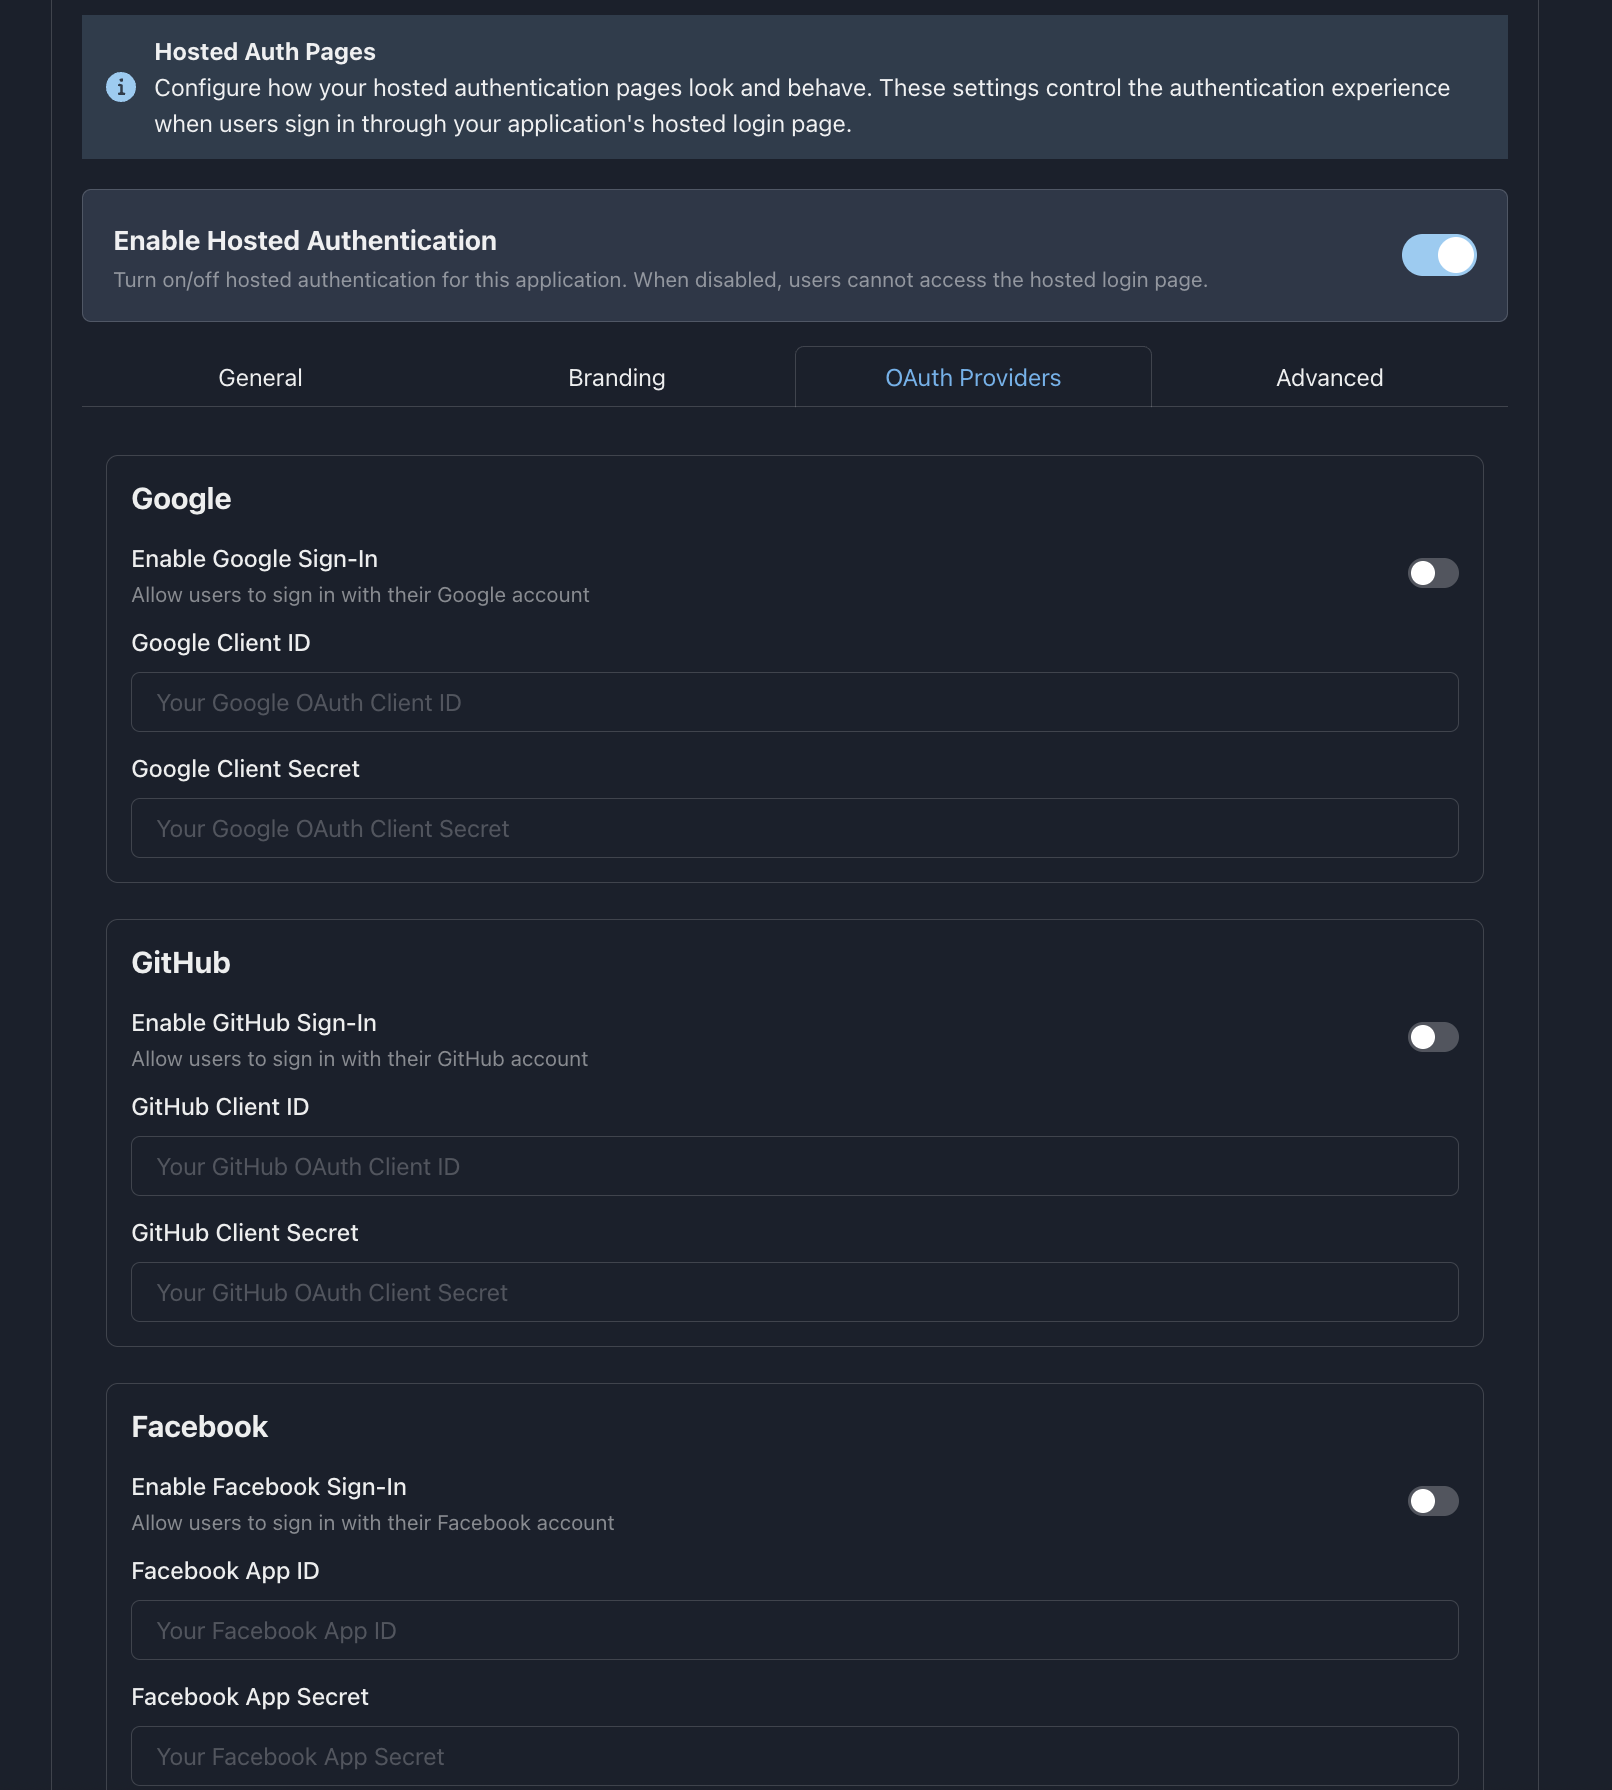 Hosted Auth Pages
Configure how your hosted authentication pages look and behave. These settings control the authentication experience
when users sign in through your application's hosted login page.
Enable Hosted Authentication
Turn on/off hosted authentication for this application. When disabled, users cannot access the hosted login page.
General
Branding
OAuth Providers
Advanced
Google
Enable Google Sign-In
Allow users to sign in with their Google account
Google Client ID
Your Google OAuth Client ID
Google Client Secret
Your Google OAuth Client Secret
GitHub
Enable GitHub Sign-In
Allow users to sign in with their GitHub account
GitHub Client ID
Your GitHub OAuth Client ID
GitHub Client Secret
Your GitHub OAuth Client Secret
Facebook
Enable Facebook Sign-In
Allow users to sign in with their Facebook account
Facebook App ID
Your Facebook App ID
Facebook App Secret
Your Facebook App Secret